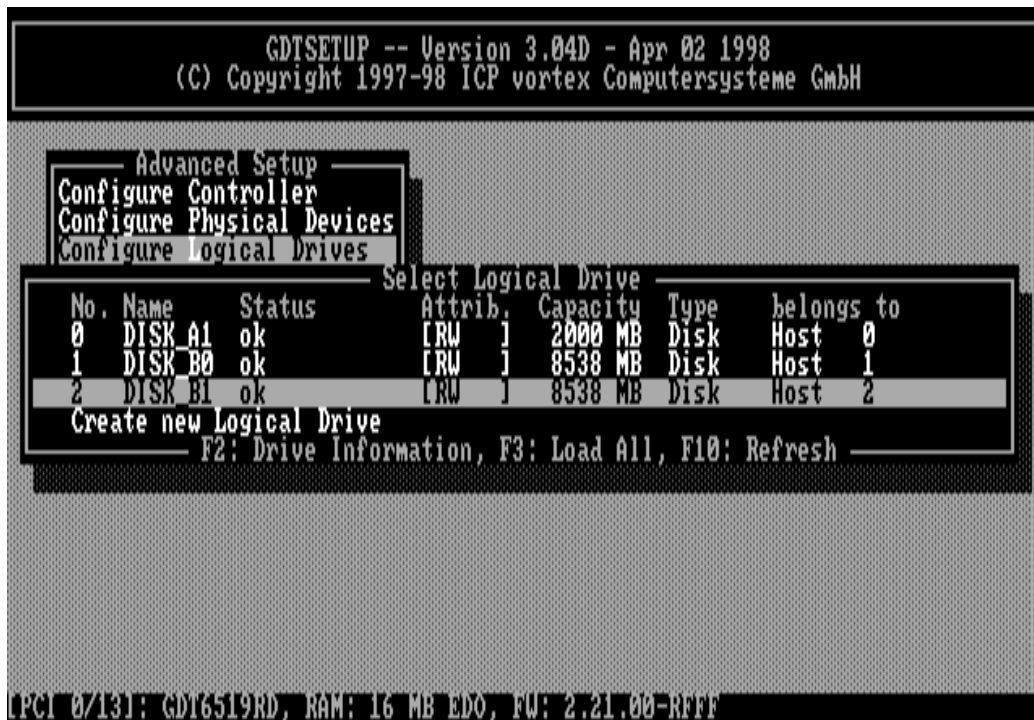 GDTSETUP -- Version 3.04D - Apr 02 1998
(C) Copyright 1997-98 ICP vortex Computersysteme GmbH
Advanced Setup
Configure Controller
Configure Physical Devices
Configure Logical Drives
Select Logical Drive
No. Name Status Attrib. Capacity Type belongs to
0 DISK_A1 ok [RW ] 2000 MB Disk Host 0
1 DISK_B0 ok [RW ] 8538 MB Disk Host 1
2 DISK_B1 ok [RW ] 8538 MB Disk Host 2
Create new Logical Drive
F2: Drive Information, F3: Load All, F10: Refresh
[PCI 0/13]: GDT6519RD, RAM: 16 MB EDO, FW: 2.21.00-RFFF